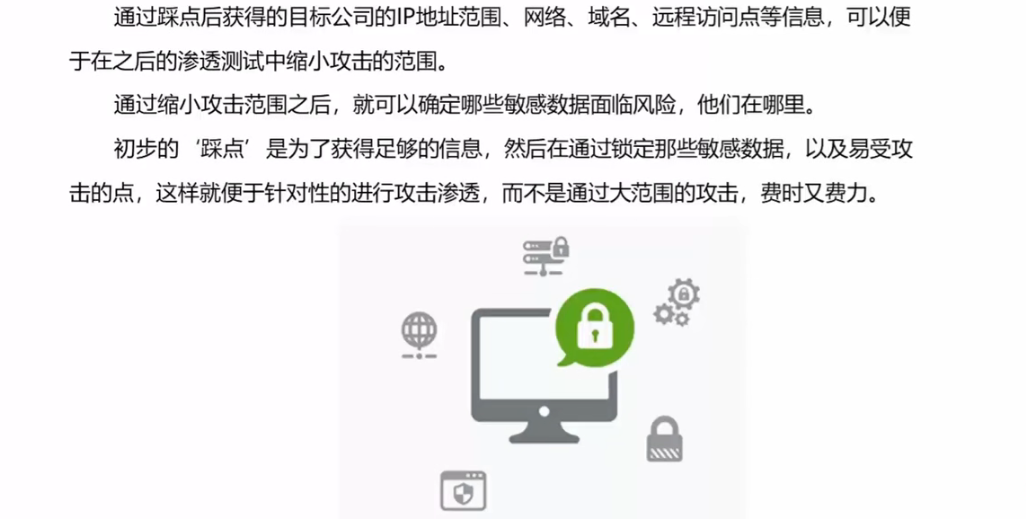 通过踩点后获得的目标公司的IP地址范围、网络、域名、远程访问点等信息，可以便
于在之后的渗透测试中缩小攻击的范围。
通过缩小攻击范围之后，就可以确定哪些敏感数据面临风险，他们在哪里。
初步的‘踩点’是为了获得足够的信息，然后在通过锁定那些敏感数据，以及易受攻
击的点，这样就便于针对性的进行攻击渗透，而不是通过大范围的攻击，费时又费力。